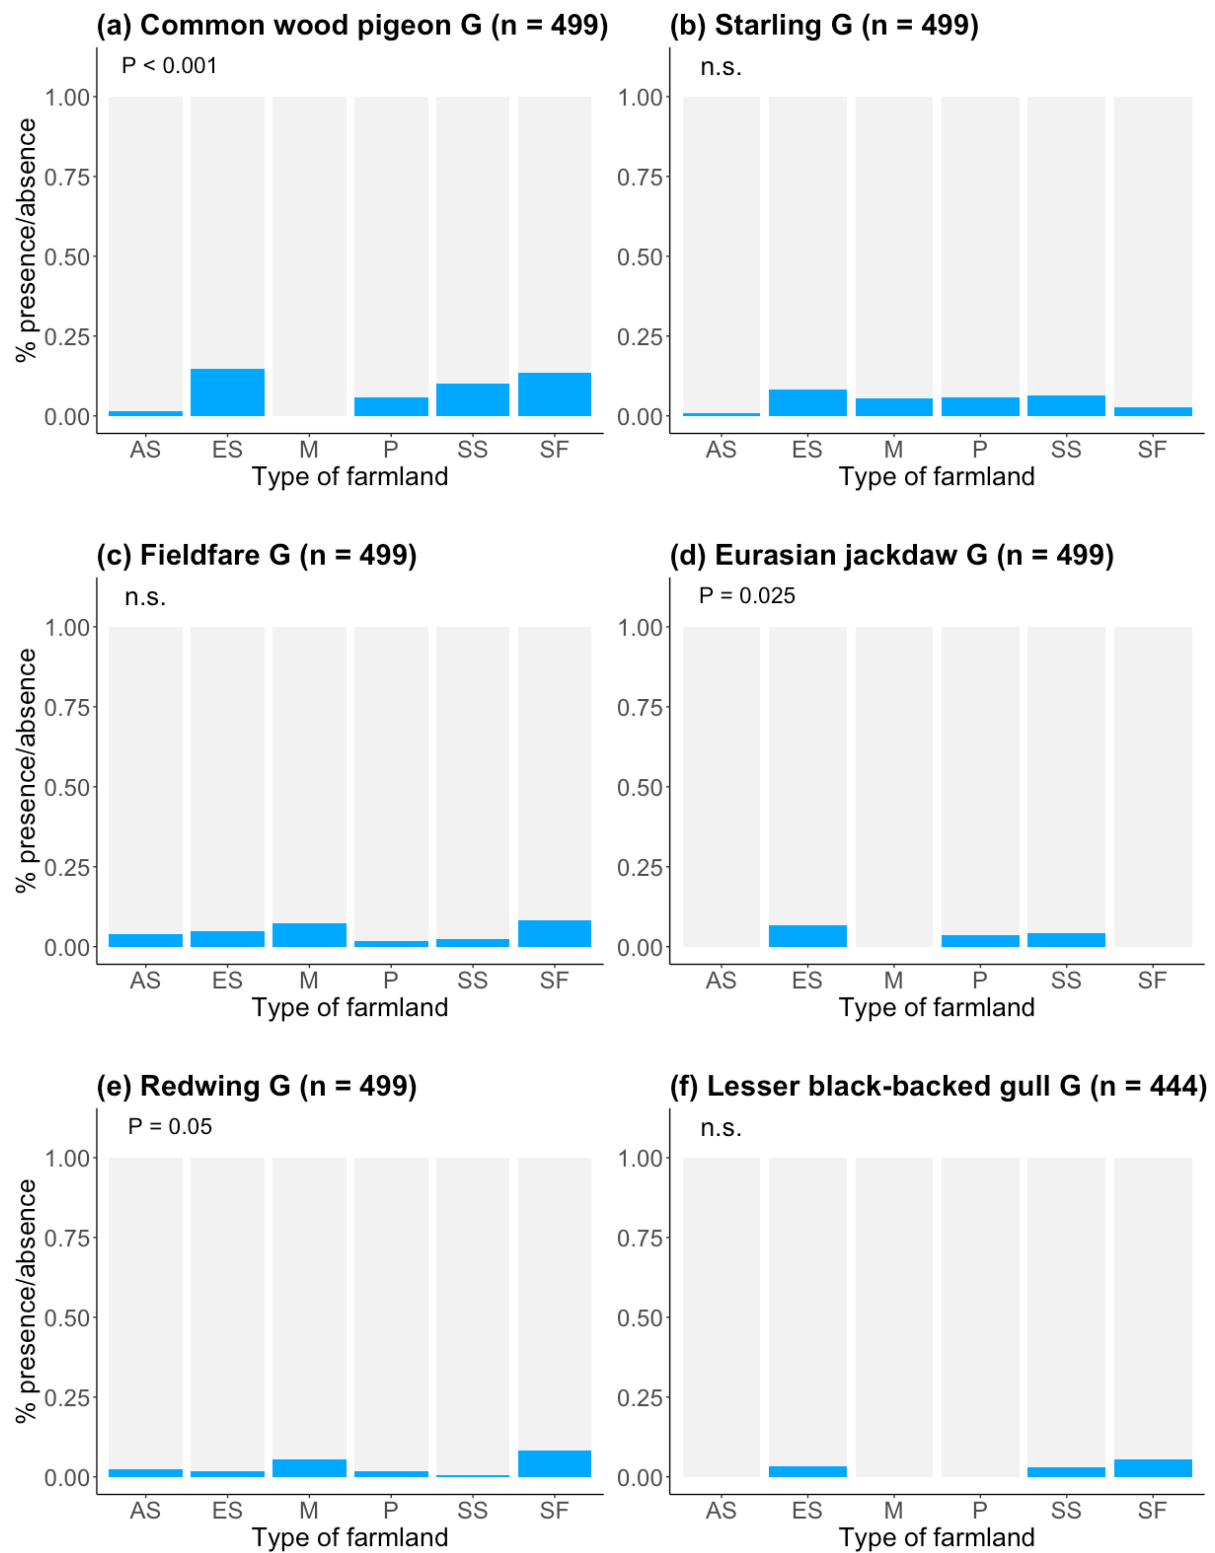 (a) Common wood pigeon G (n = 499)
P < 0.001
% presence/absence
1.00
0.75
0.50
0.25
0.00
AS ES M P SS SF
Type of farmland
(b) Starling G (n = 499)
n.s.
1.00
0.75
0.50
0.25
0.00
AS ES M P SS SF
Type of farmland
(c) Fieldfare G (n = 499)
n.s.
% presence/absence
1.00
0.75
0.50
0.25
0.00
AS ES M P SS SF
Type of farmland
(d) Eurasian jackdaw G (n = 499)
P = 0.025
1.00
0.75
0.50
0.25
0.00
AS ES M P SS SF
Type of farmland
(e) Redwing G (n = 499)
P = 0.05
% presence/absence
1.00
0.75
0.50
0.25
0.00
AS ES M P SS SF
Type of farmland
(f) Lesser black-backed gull G (n = 444)
n.s.
1.00
0.75
0.50
0.25
0.00
AS ES M P SS SF
Type of farmland